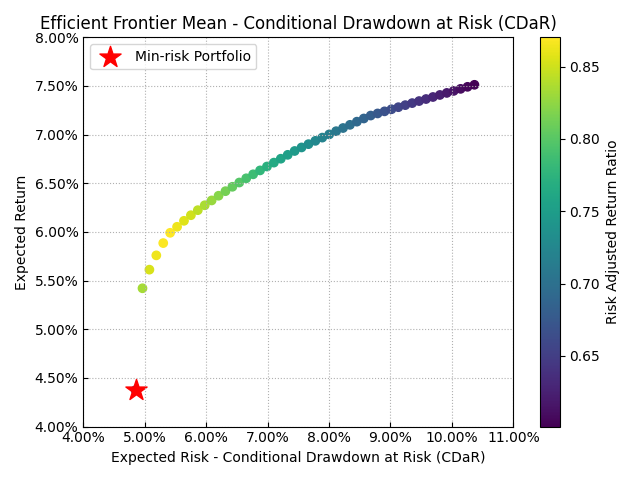 Efficient Frontier Mean - Conditional Drawdown at Risk (CDaR)
Min-risk Portfolio
Expected Return
8.00%
7.50%
7.00%
6.50%
6.00%
5.50%
5.00%
4.50%
4.00%
4.00% 5.00% 6.00% 7.00% 8.00% 9.00% 10.00% 11.00%
Expected Risk - Conditional Drawdown at Risk (CDaR)
0.85
0.80
0.75
0.70
0.65
Risk Adjusted Return Ratio